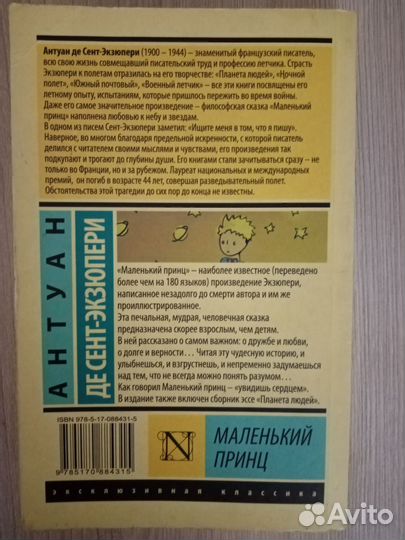 Антуан де Сент-Экзюпери (1900 – 1944) – знаменитый французский писатель,
всю свою жизнь совмещавший писательский труд и профессию летчика. Страсть
Экзюпери к полетам отразилась на его творчестве: «Планета людей», «Ночной
полет», «Южный почтовый», «Военный летчик» – все эти книги посвящены его
летному опыту, испытаниям, которые пришлось пережить во время войны.
Даже его самое значительное произведение – философская сказка «Маленький
принц» наполнена любовью к небу и звездам.
В одном из писем Сент-Экзюпери заметил: «Ищите меня в том, что я пишу».
Наверное, во многом благодаря предельной искренности, с которой писатель
делился с читателем своими мыслями и чувствами, его произведения так
подкупают и трогают до глубины души. Его книгами стали зачитываться сразу – не
только во Франции, но и за рубежом. Лауреат национальных и международных
премий, он погиб в возрасте 44 лет, совершая разведывательный полет.
Обстоятельства этой трагедии до сих пор до конца не известны.
АНТУАН
ДЕ СЕНТ-ЭКЗЮПЕРИ
«Маленький принц» – наиболее известное (переведено
более чем на 180 языков) произведение Экзюпери,
написанное незадолго до смерти автора и им же
проиллюстрированное.
Эта печальная, мудрая, человечная сказка
предназначена скорее взрослым, чем детям.
В ней рассказано о самом важном: о дружбе и любви,
о долге и верности… Читая эту чудесную историю, и
улыбнешься, и взгрустнешь, и непременно задумаешься
над тем, что не всегда можно понять разумом…
Как говорил Маленький принц – «увидишь сердцем».
В издание также включен сборник эссе «Планета людей».
ISBN 978-5-17-088431-5
9 785170 884315
N
МАЛЕНЬКИЙ
ПРИНЦ
эксклюзивная классика
Avito